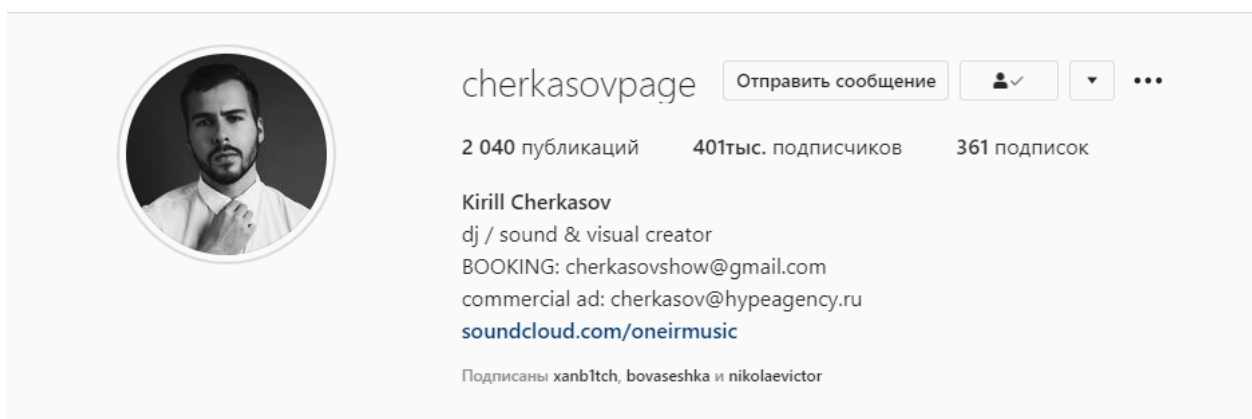 cherkasovpage Отправить сообщение
2 040 публикаций 401тыс. подписчиков 361 подписок
Kirill Cherkasov
dj / sound & visual creator
BOOKING: cherkasovshow@gmail.com
commercial ad: cherkasov@hypeagency.ru
soundcloud.com/oneirmusic
Подписаны xanb1tch, bovaseshka и nikolaevictor